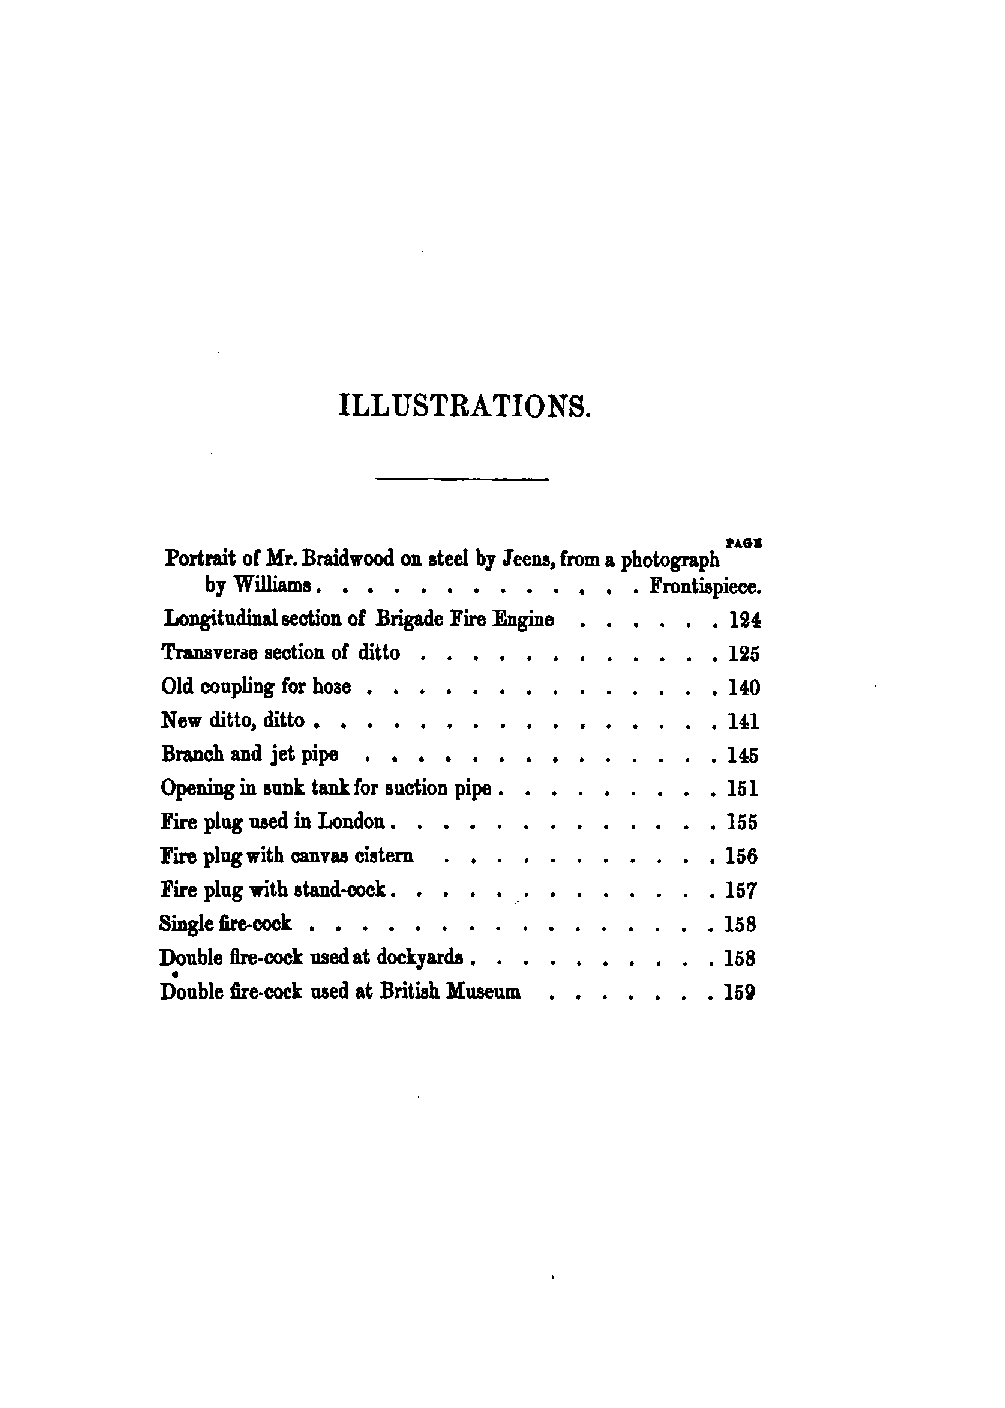 ILLUSTRATIONS.
PAGE
Portrait of Mr. Braidwood on steel by Jeens, from a photograph
by Williams. . . . . . . . . . . . . Frontispiece.
Longitudinal section of Brigade Fire Engine . . . . . . 124
Transverse section of ditto . . . . . . . . . . . . 125
Old coupling for hose . . . . . . . . . . . . . . 140
New ditto, ditto . . . . . . . . . . . . . . . . 141
Branch and jet pipe . . . . . . . . . . . . . . 145
Opening in sunk tank for suction pipe . . . . . . . . . 151
Fire plug used in London . . . . . . . . . . . . . 155
Fire plug with canvas cistern . . . . . . . . . . . 156
Fire plug with stand-cock . . . . . . . . . . . . . 157
Single fire-cock . . . . . . . . . . . . . . . . 158
Double fire-cock used at dockyards . . . . . . . . . . 158
Double fire-cock used at British Museum . . . . . . . 159